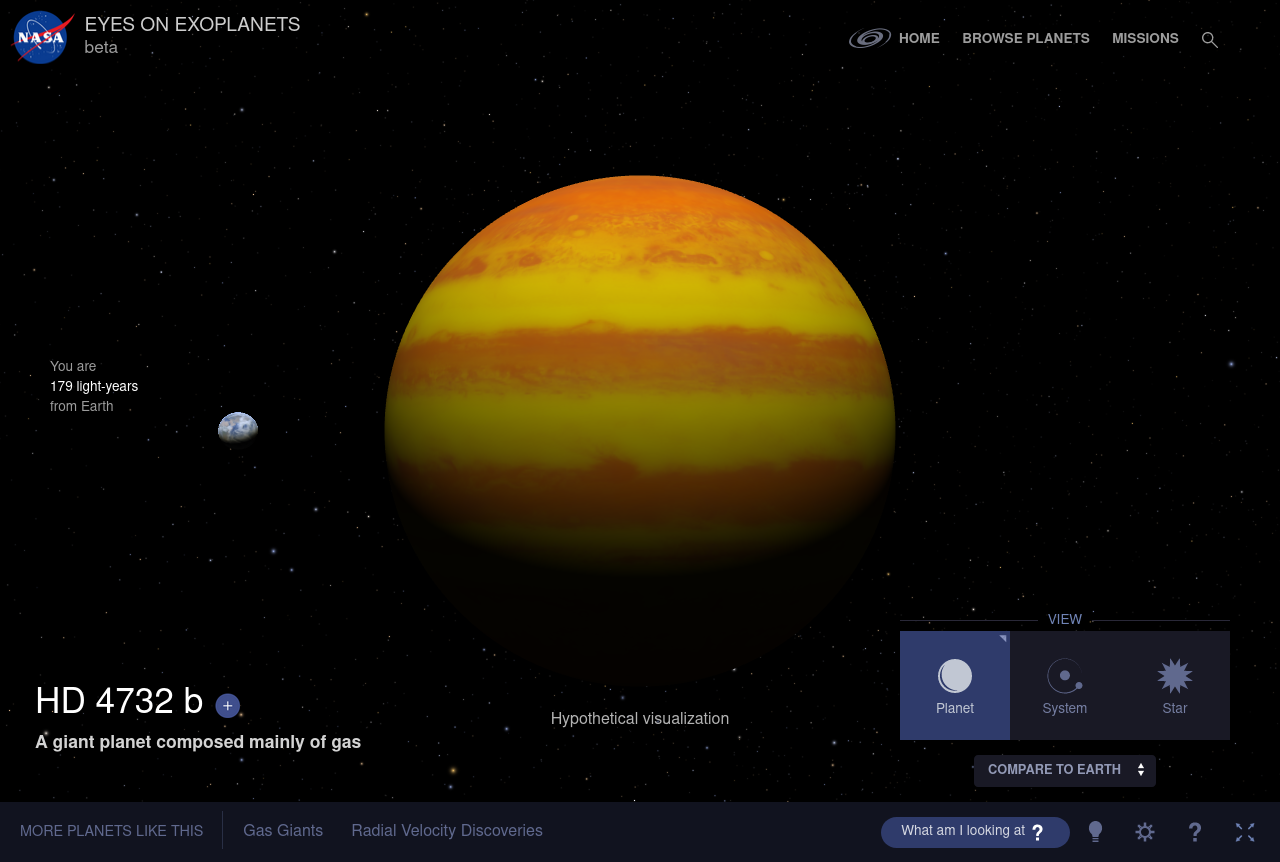 NASA
EYES ON EXOPLANETS
beta
HOME
BROWSE PLANETS
MISSIONS
You are
179 light-years
from Earth
VIEW
Planet
System
Star
HD 4732 b +
A giant planet composed mainly of gas
Hypothetical visualization
COMPARE TO EARTH
MORE PLANETS LIKE THIS
Gas Giants
Radial Velocity Discoveries
What am I looking at ?
?